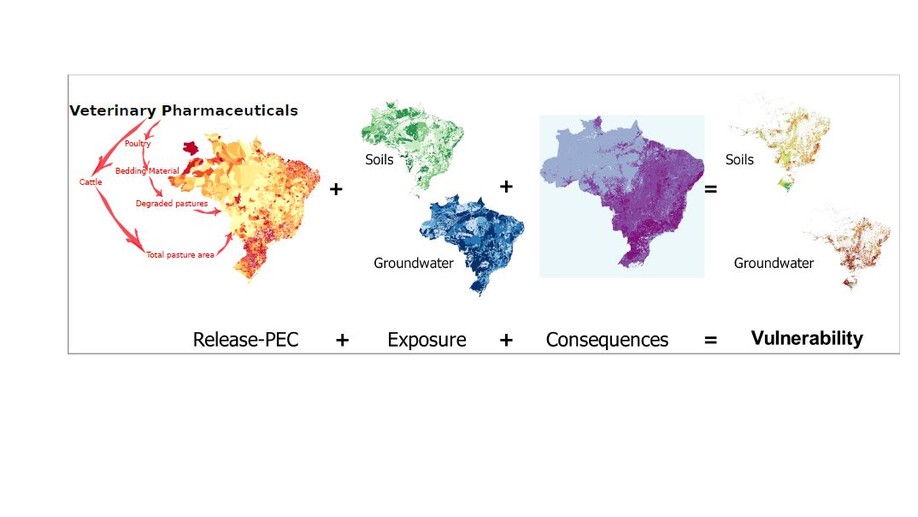 Veterinary Pharmaceuticals
Poultry
Bedding Material
Cattle
Degraded pastures
Total pasture area
+
Soils
Groundwater
+
=
Soils
Groundwater
Release-PEC + Exposure + Consequences = Vulnerability